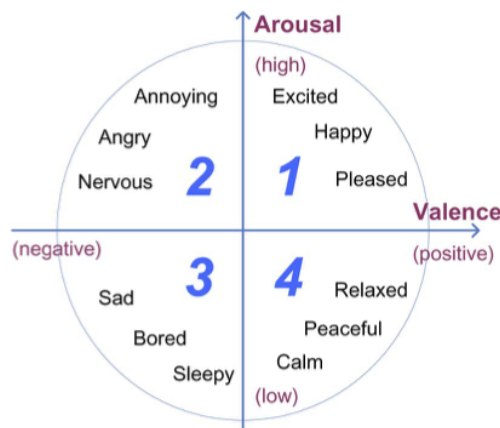 Arousal
(high)
Annoying
Excited
Angry
Happy
Nervous
2
1
Pleased
Valence
(negative)
(positive)
3
4
Sad
Relaxed
Bored
Peaceful
Sleepy
Calm
(low)